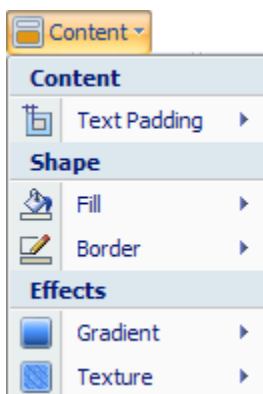 Content
Content
Text Padding
Shape
Fill
Border
Effects
Gradient
Texture